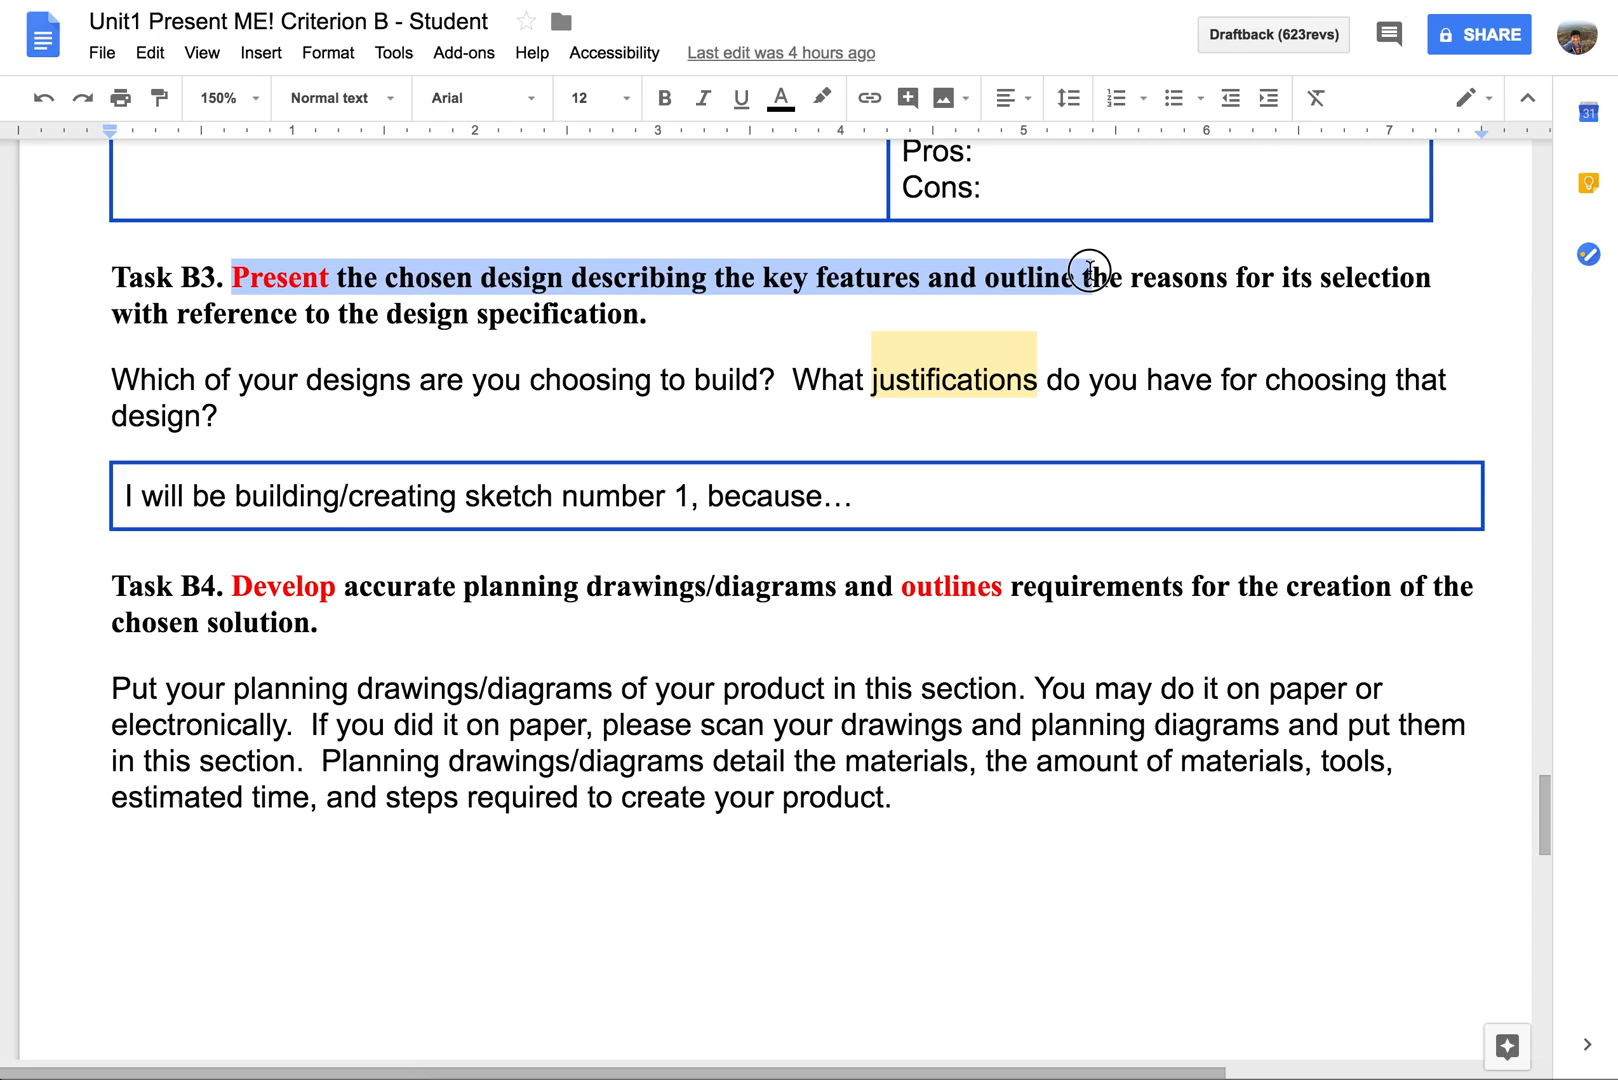 Unit1 Present ME! Criterion B - Student
File Edit View Insert Format Tools Add-ons Help Accessibility Last edit was 4 hours ago
Draftback (623revs)
SHARE
150% Normal text Arial 12 B I U A
1 2 3 4 5 6 7
31
Pros:
Cons:
Task B3. Present the chosen design describing the key features and outline the reasons for its selection
with reference to the design specification.
Which of your designs are you choosing to build? What justifications do you have for choosing that
design?
I will be building/creating sketch number 1, because…
Task B4. Develop accurate planning drawings/diagrams and outlines requirements for the creation of the
chosen solution.
Put your planning drawings/diagrams of your product in this section. You may do it on paper or
electronically. If you did it on paper, please scan your drawings and planning diagrams and put them
in this section. Planning drawings/diagrams detail the materials, the amount of materials, tools,
estimated time, and steps required to create your product.